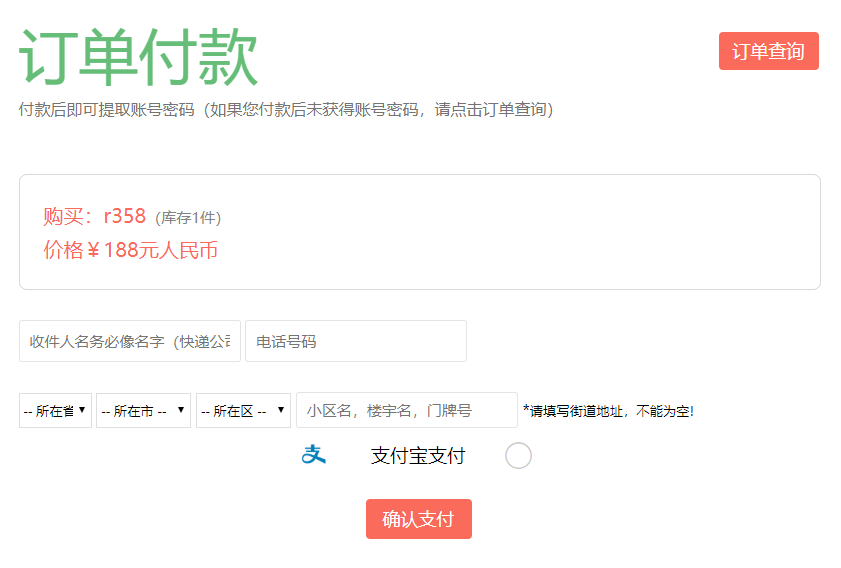 订单付款
订单查询
付款后即可提取账号密码（如果您付款后未获得账号密码，请点击订单查询）
购买：r358（库存1件）
价格￥188元人民币
收件人名务必像名字（快递公
电话号码
-- 所在省
-- 所在市 --
-- 所在区 --
小区名，楼宇名，门牌号
*请填写街道地址，不能为空!
支付宝支付
确认支付